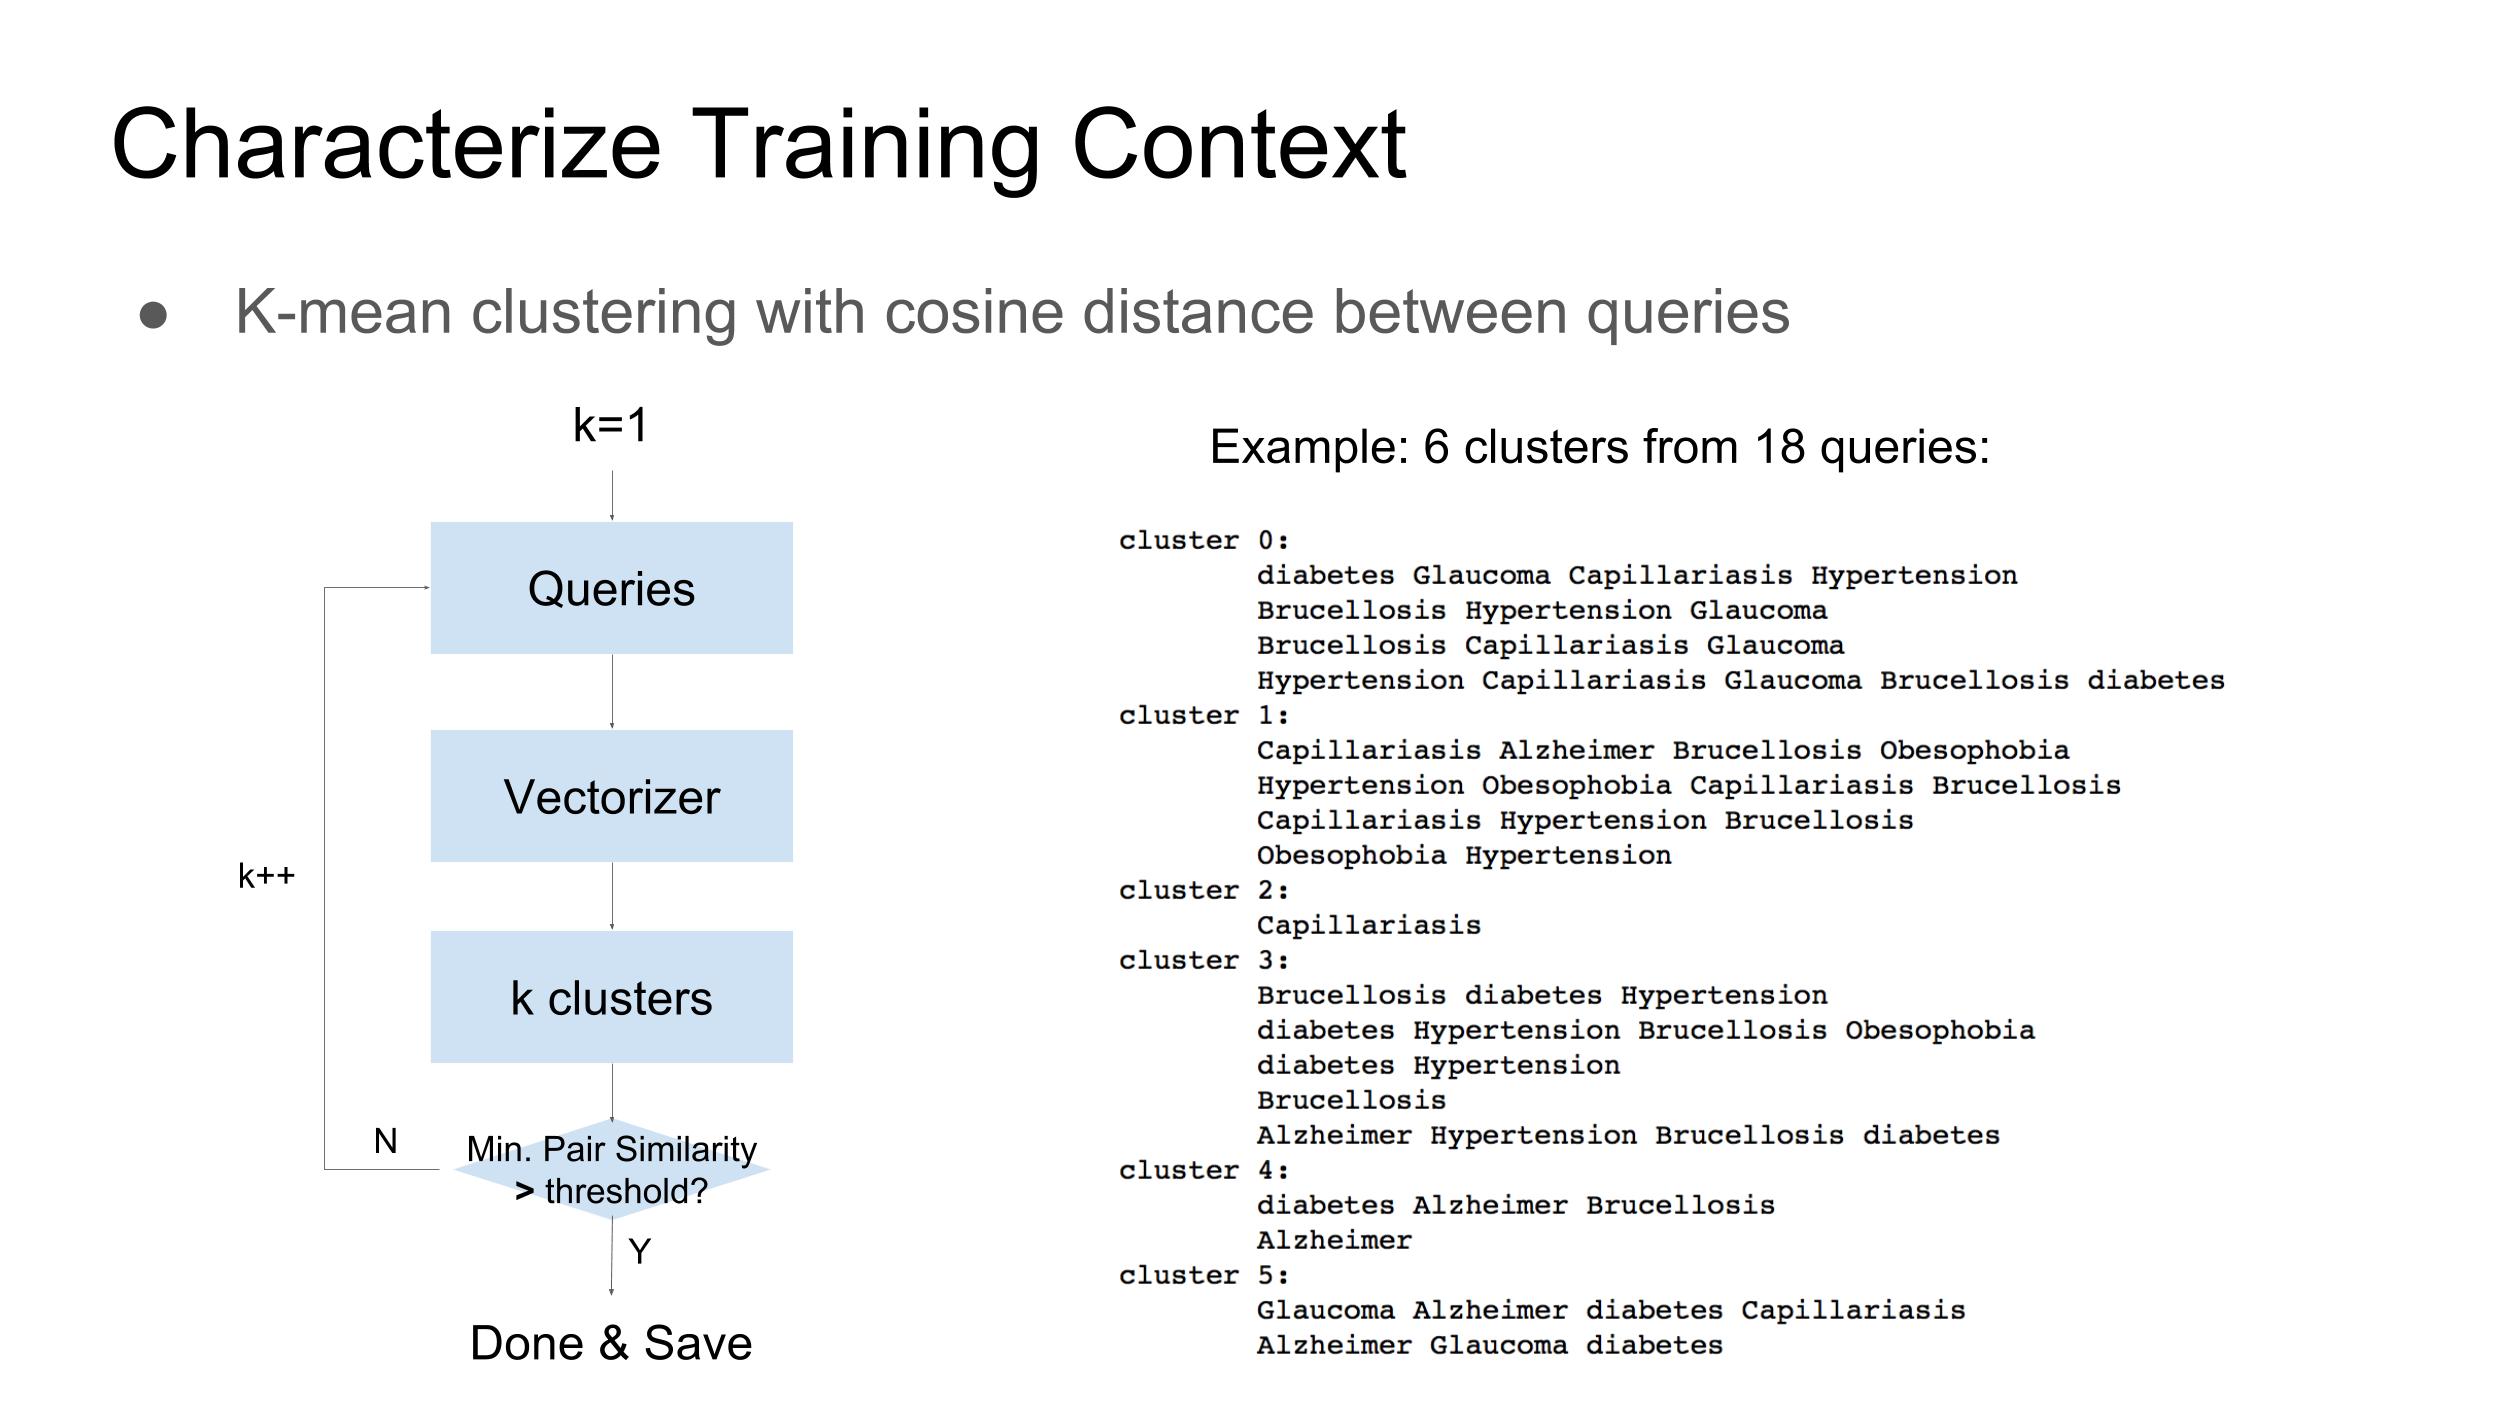 Characterize Training Context
● K-mean clustering with cosine distance between queries
k=1
Queries
Vectorizer
k++
k clusters
N
Min. Pair Similarity
> threshold?
Y
Done & Save
Example: 6 clusters from 18 queries:
cluster 0:
diabetes Glaucoma Capillariasis Hypertension
Brucellosis Hypertension Glaucoma
Brucellosis Capillariasis Glaucoma
Hypertension Capillariasis Glaucoma Brucellosis diabetes
cluster 1:
Capillariasis Alzheimer Brucellosis Obesophobia
Hypertension Obesophobia Capillariasis Brucellosis
Capillariasis Hypertension Brucellosis
Obesophobia Hypertension
cluster 2:
Capillariasis
cluster 3:
Brucellosis diabetes Hypertension
diabetes Hypertension Brucellosis Obesophobia
diabetes Hypertension
Brucellosis
Alzheimer Hypertension Brucellosis diabetes
cluster 4:
diabetes Alzheimer Brucellosis
Alzheimer
cluster 5:
Glaucoma Alzheimer diabetes Capillariasis
Alzheimer Glaucoma diabetes